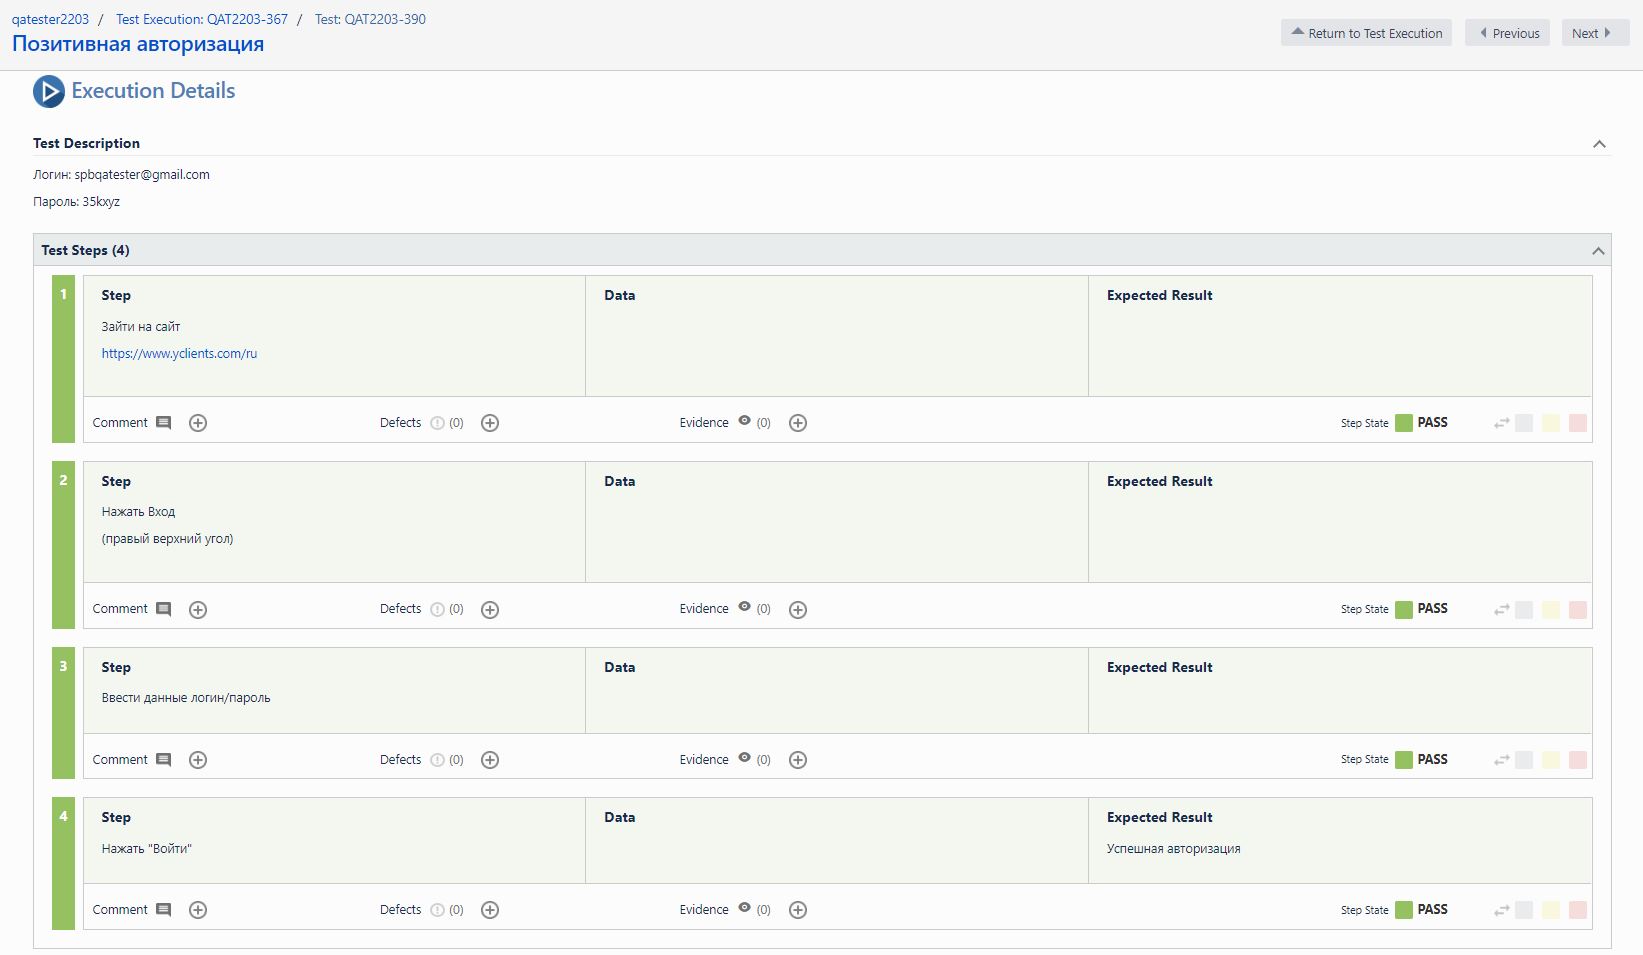 qatester2203 / Test Execution: QAT2203-367 / Test: QAT2203-390
Позитивная авторизация
Return to Test Execution
Previous
Next
Execution Details
Test Description
Логин: spbqatester@gmail.com
Пароль: 35kxyz
Test Steps (4)
1
Step
Зайти на сайт
https://www.yclients.com/ru
Data
Expected Result
Comment
Defects (0)
Evidence (0)
Step State PASS
2
Step
Нажать Вход
(правый верхний угол)
Data
Expected Result
Comment
Defects (0)
Evidence (0)
Step State PASS
3
Step
Ввести данные логин/пароль
Data
Expected Result
Comment
Defects (0)
Evidence (0)
Step State PASS
4
Step
Нажать "Войти"
Data
Expected Result
Успешная авторизация
Comment
Defects (0)
Evidence (0)
Step State PASS